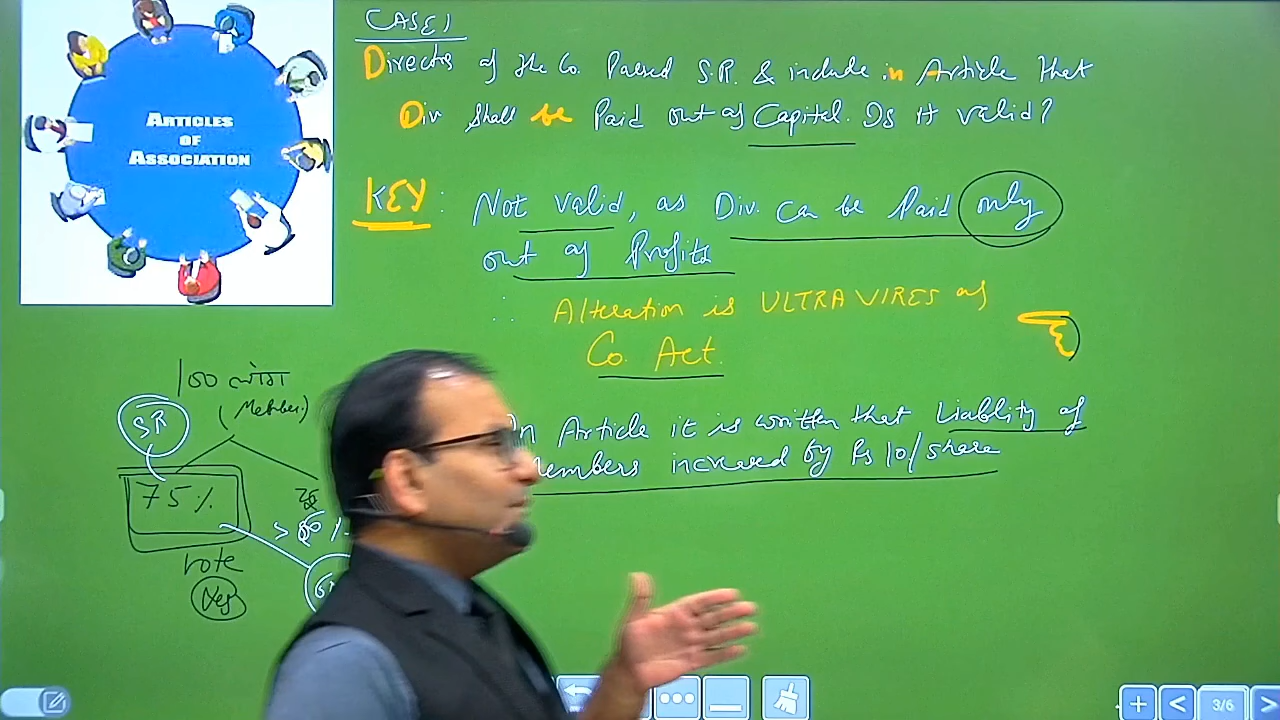 ARTICLES
OF
ASSOCIATION
CASE 1
Directors of the Co. Passed S.R. & include in Article that
Div shall be Paid out of Capital. Is it valid?
KEY: Not valid, as Div. can be Paid only
out of Profits
∴ Alteration is ULTRA VIRES of
Co. Act.
In Article it is written that Liablity of
members increased by Rs 10/share
100 लोग
(Member)
SR
75%
vote
Yes
3/6